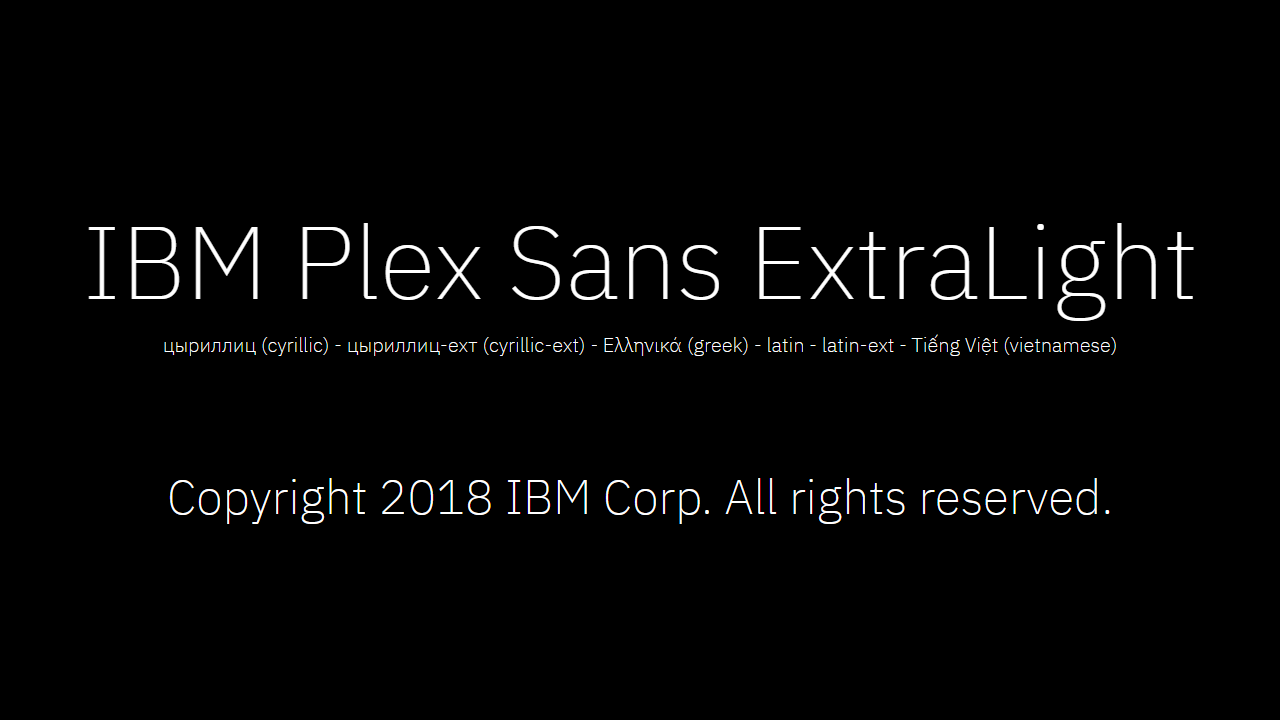 IBM Plex Sans ExtraLight
цыриллиц (cyrillic) - цыриллиц-ехт (cyrillic-ext) - Ελληνικά (greek) - latin - latin-ext - Tiếng Việt (vietnamese)
Copyright 2018 IBM Corp. All rights reserved.